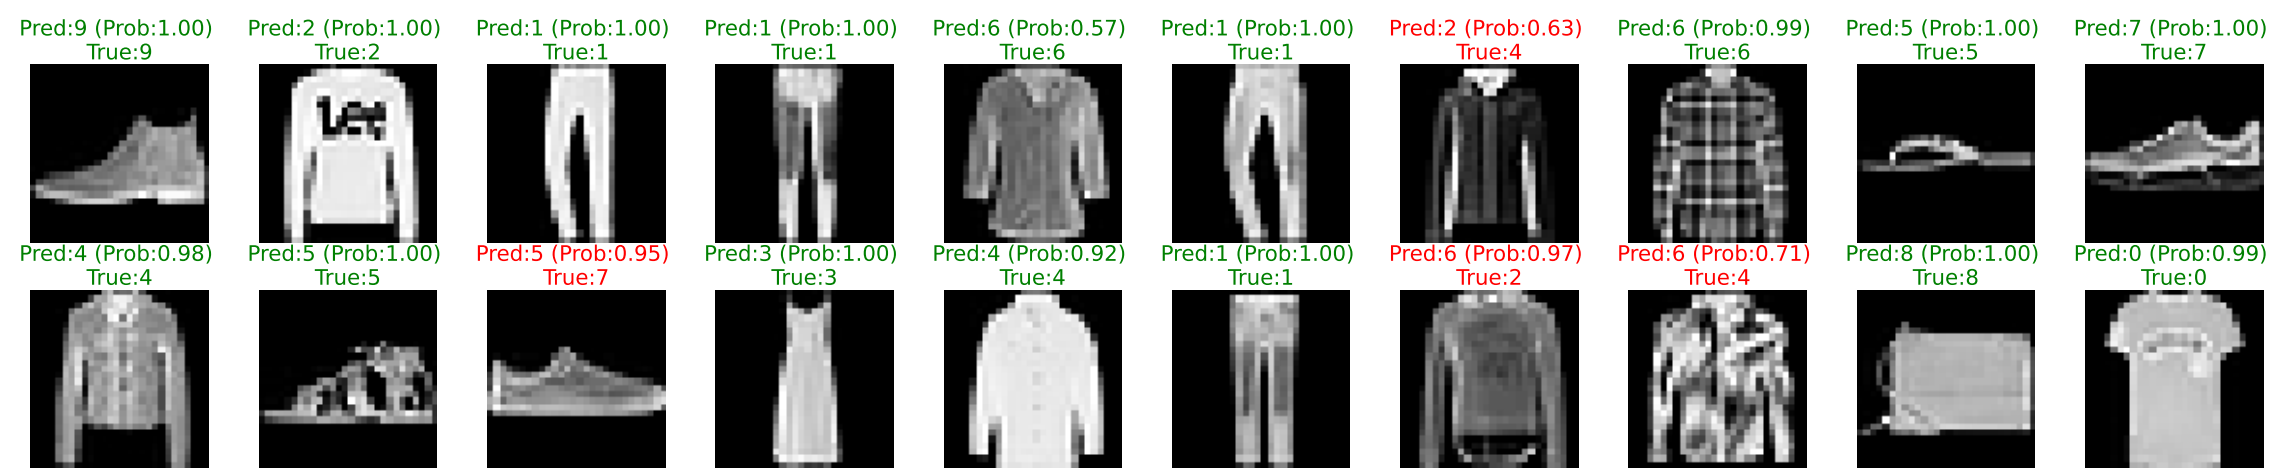 Pred:9 (Prob:1.00) Pred:2 (Prob:1.00) Pred:1 (Prob:1.00) Pred:1 (Prob:1.00) Pred:6 (Prob:0.57) Pred:1 (Prob:1.00) Pred:2 (Prob:0.63) Pred:6 (Prob:0.99) Pred:5 (Prob:1.00) Pred:7 (Prob:1.00)
True:9 True:2 True:1 True:1 True:6 True:1 True:4 True:6 True:5 True:7
Lee
Pred:4 (Prob:0.98) Pred:5 (Prob:1.00) Pred:5 (Prob:0.95) Pred:3 (Prob:1.00) Pred:4 (Prob:0.92) Pred:1 (Prob:1.00) Pred:6 (Prob:0.97) Pred:6 (Prob:0.71) Pred:8 (Prob:1.00) Pred:0 (Prob:0.99)
True:4 True:5 True:7 True:3 True:4 True:1 True:2 True:4 True:8 True:0